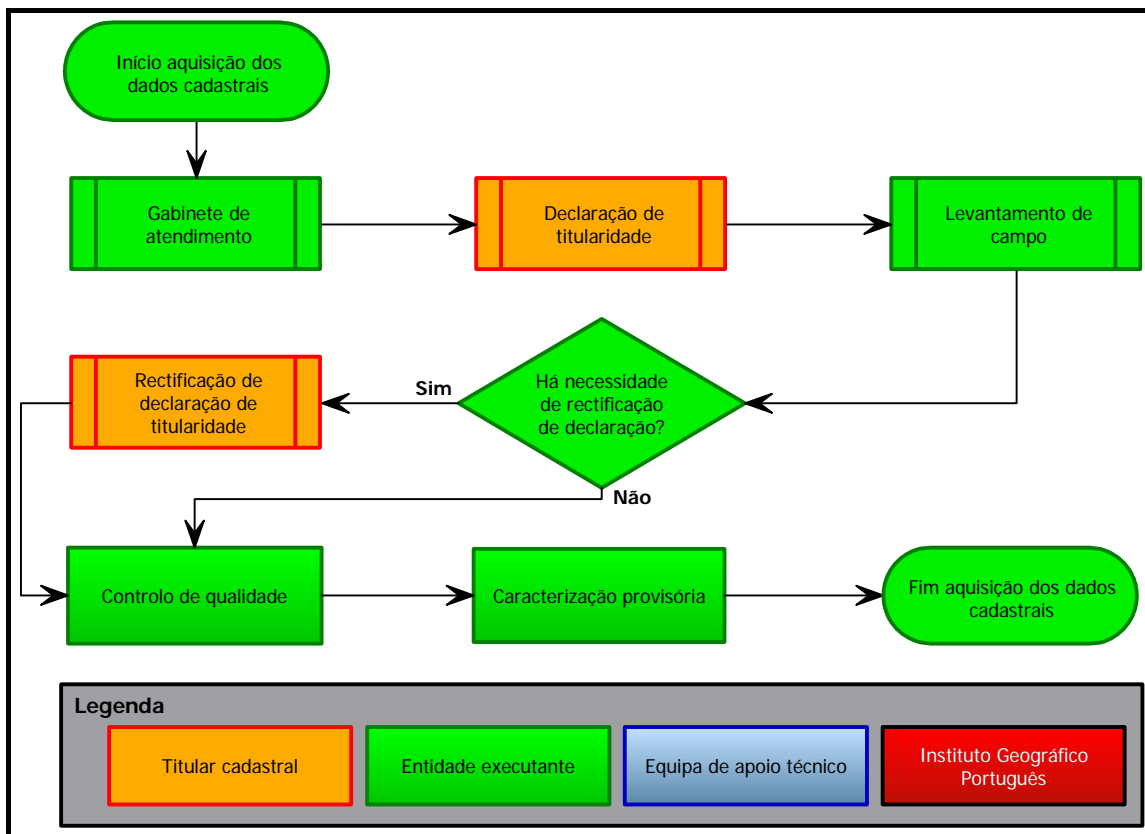 Início aquisição dos
dados cadastrais
Gabinete de
atendimento
Declaração de
titularidade
Levantamento de
campo
Rectificação de
declaração de
titularidade
Sim
Há necessidade
de rectificação
de declaração?
Não
Controlo de qualidade
Caracterização provisória
Fim aquisição dos dados
cadastrais
Legenda
Titular cadastral
Entidade executante
Equipa de apoio técnico
Instituto Geográfico
Português